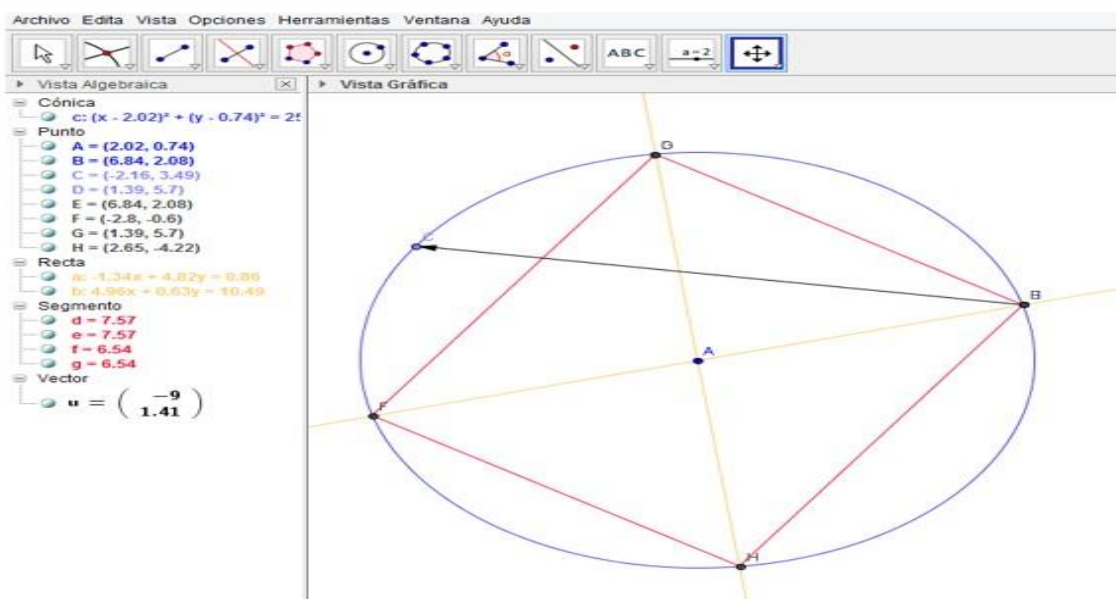 Archivo Edita Vista Opciones Herramientas Ventana Ayuda
ABC
a=2
Vista Algebraica
Vista Gráfica
Cónica
c: (x - 2.02)² + (y - 0.74)² = 25
Punto
A = (2.02, 0.74)
B = (6.84, 2.08)
C = (-2.16, 3.49)
D = (1.39, 5.7)
E = (6.84, 2.08)
F = (-2.8, -0.6)
G = (1.39, 5.7)
H = (2.65, -4.22)
Recta
a: -1.34x + 4.82y = 0.86
b: 4.96x + 0.63y = 10.49
Segmento
d = 7.57
e = 7.57
f = 6.54
g = 6.54
Vector
u = ( -9
1.41 )
G
C
B
A
F
H